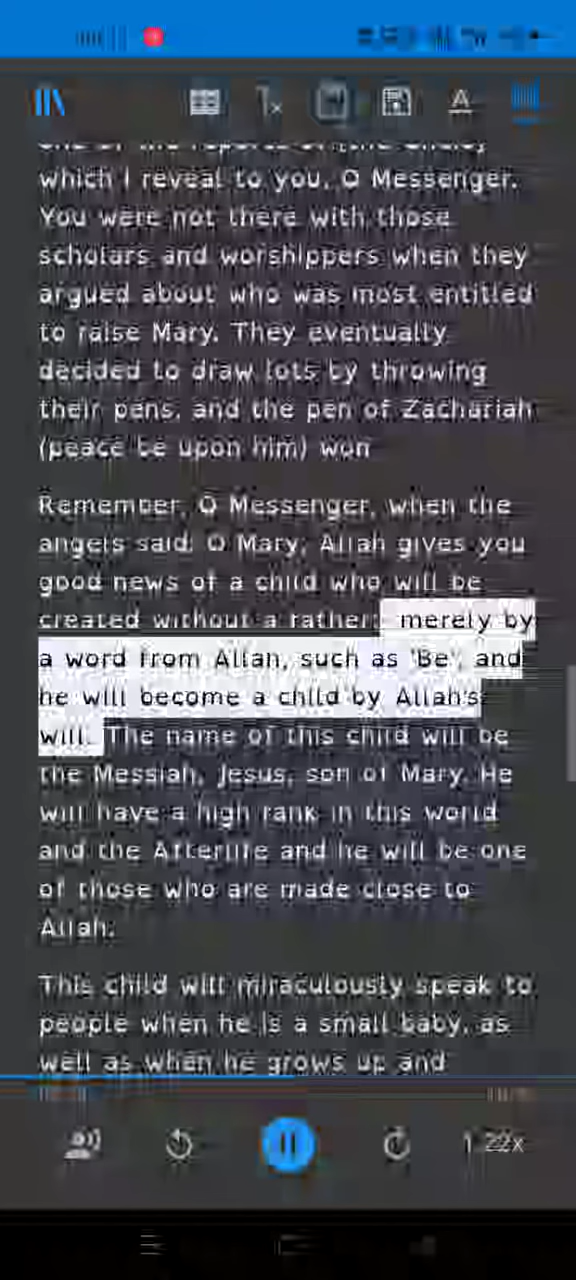 which I reveal to you, O Messenger.
You were not there with those
scholars and worshippers when they
argued about who was most entitled
to raise Mary. They eventually
decided to draw lots by throwing
their pens, and the pen of Zachariah
(peace be upon him) won
Remember, O Messenger, when the
angels said: O Mary, Allah gives you
good news of a child who will be
created without a father; merely by
a word from Allah, such as 'Be', and
he will become a child by Allah's
will. The name of this child will be
the Messiah, Jesus, son of Mary. He
will have a high rank in this world
and the Afterlife and he will be one
of those who are made close to
Allah;
This child will miraculously speak to
people when he is a small baby, as
well as when he grows up and
1.22x